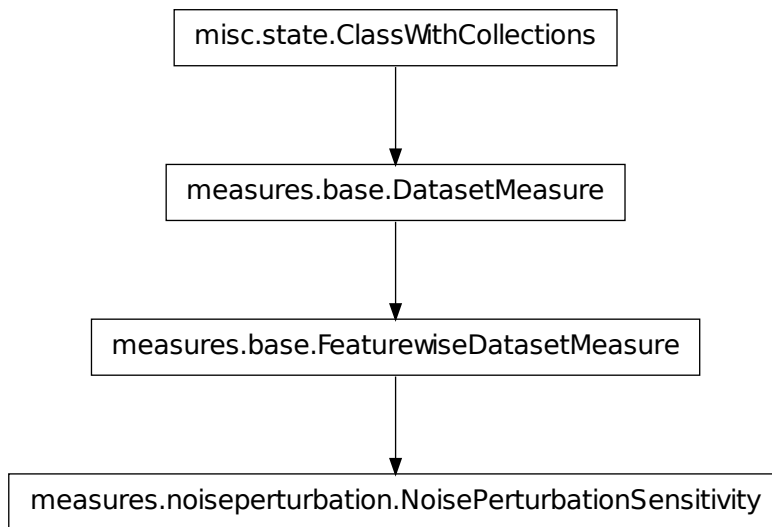 misc.state.ClassWithCollections
measures.base.DatasetMeasure
measures.base.FeaturewiseDatasetMeasure
measures.noiseperturbation.NoisePerturbationSensitivity